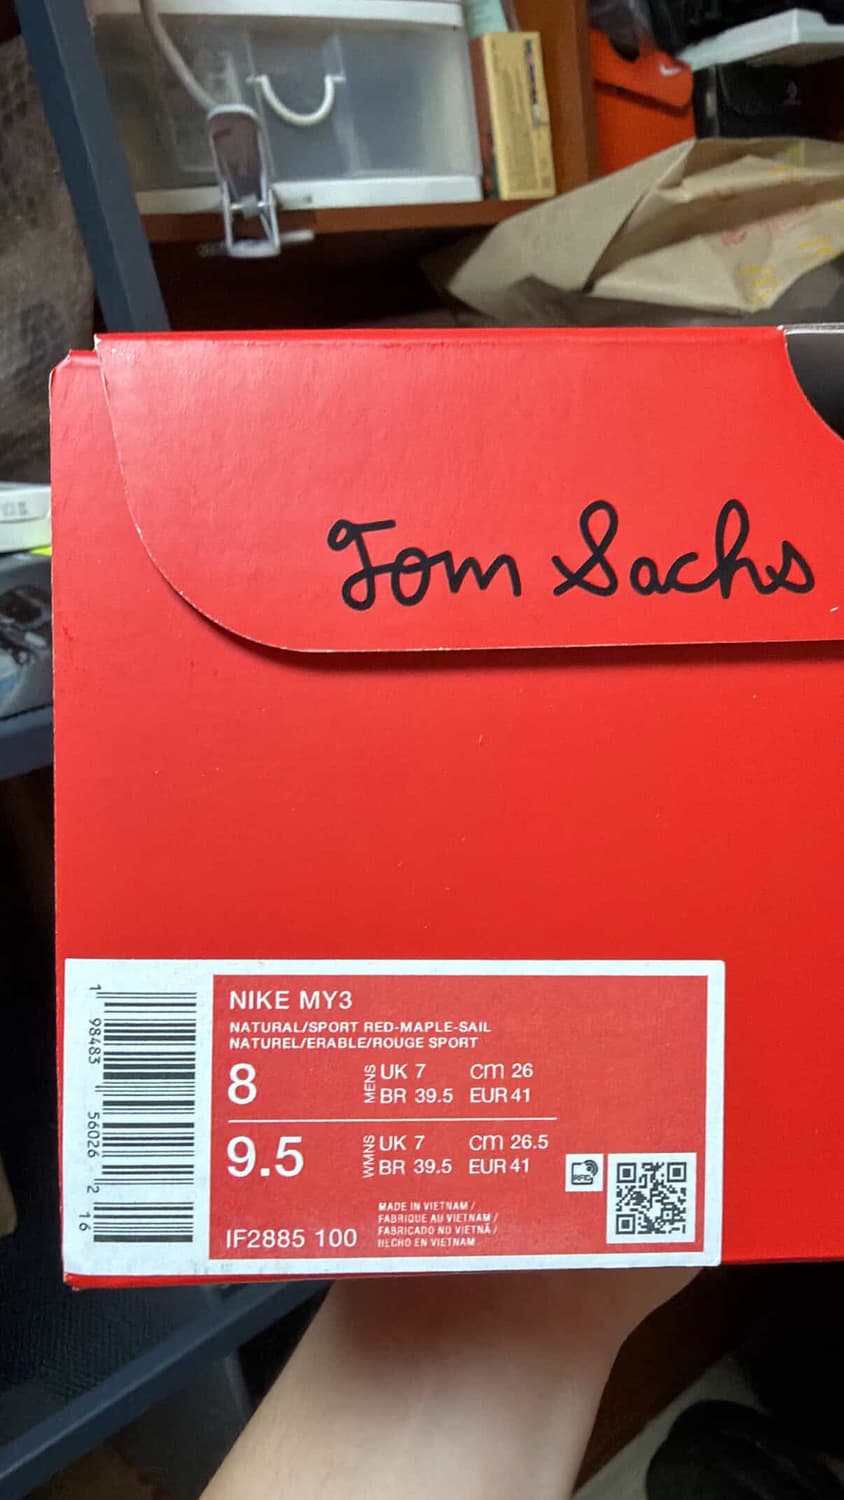 Tom Sachs
NIKE MY3
NATURAL/SPORT RED-MAPLE-SAIL
NATUREL/ERABLE/ROUGE SPORT
8 MENS UK 7 cm 26
BR 39.5 EUR 41
9.5 WMNS UK 7 cm 26.5
BR 39.5 EUR 41
RFID
MADE IN VIETNAM /
FABRIQUE AU VIETNAM /
FABRICADO NO VIETNÃ /
HECHO EN VIETNAM
IF2885 100
1 98483 56026 2 16